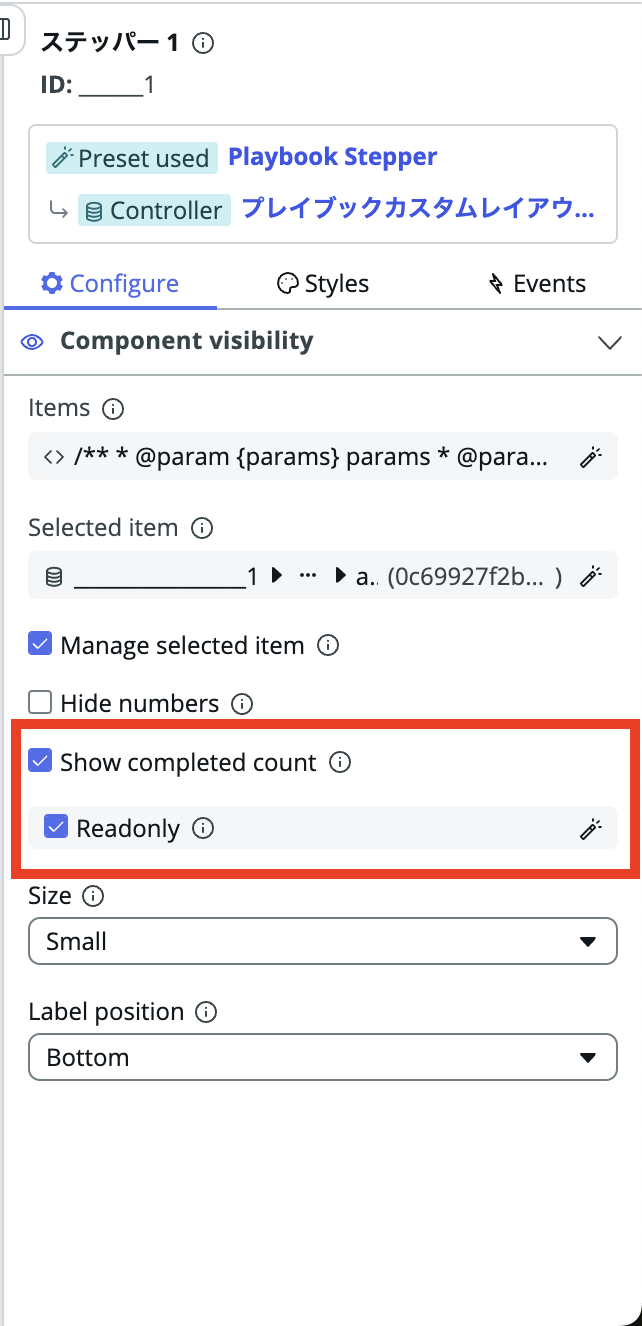 ステッパー 1
ID: ______1
Preset used Playbook Stepper
Controller プレイブックカスタムレイアウ...
Configure Styles Events
Component visibility
Items
/** * @param {params} params * @para...
Selected item
________________1 ▶ ··· ▶ a.. (0c69927f2b... )
Manage selected item
Hide numbers
Show completed count
Readonly
Size
Small
Label position
Bottom